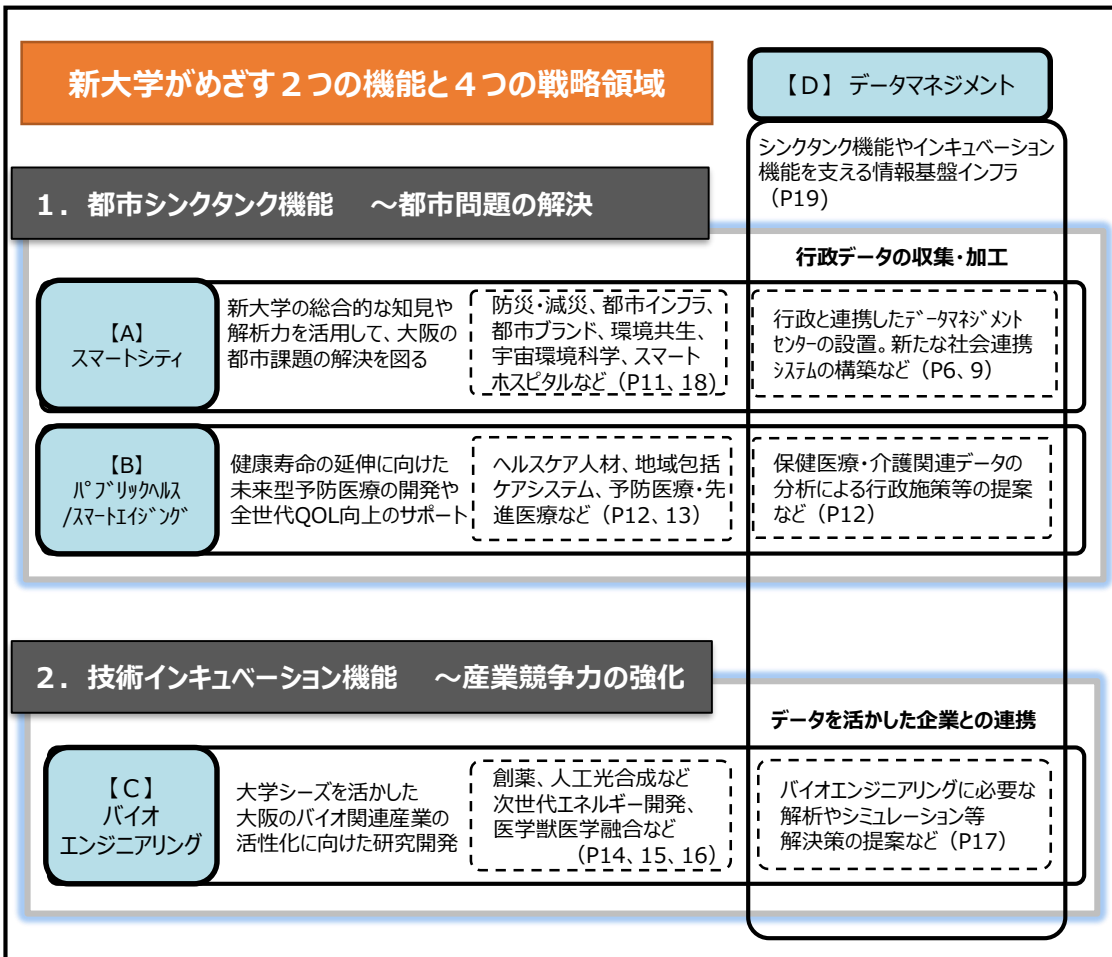 新大学がめざす２つの機能と４つの戦略領域
【D】データマネジメント
シンクタンク機能やインキュベーション
機能を支える情報基盤インフラ
（P19）
１．都市シンクタンク機能　～都市問題の解決
行政データの収集・加工
【A】
スマートシティ
新大学の総合的な知見や
解析力を活用して、大阪の
都市課題の解決を図る
防災・減災、都市インフラ、
都市ブランド、環境共生、
宇宙環境科学、スマート
ホスピタルなど（P11、18）
行政と連携したﾃﾞｰﾀﾏﾈｼﾞﾒﾝﾄ
ｾﾝﾀｰの設置。新たな社会連携
ｼｽﾃﾑの構築など（P6、9）
【B】
ﾊﾟﾌﾞﾘｯｸﾍﾙｽ
/ｽﾏｰﾄｴｲｼﾞﾝｸﾞ
健康寿命の延伸に向けた
未来型予防医療の開発や
全世代QOL向上のサポート
ヘルスケア人材、地域包括
ケアシステム、予防医療・先
進医療など（P12、13）
保健医療・介護関連データの
分析による行政施策等の提案
など（P12）
２．技術インキュベーション機能　～産業競争力の強化
データを活かした企業との連携
【C】
バイオ
エンジニアリング
大学シーズを活かした
大阪のバイオ関連産業の
活性化に向けた研究開発
創薬、人工光合成など
次世代エネルギー開発、
医学獣医学融合など
（P14、15、16）
バイオエンジニアリングに必要な
解析やシミュレーション等
解決策の提案など（P17）